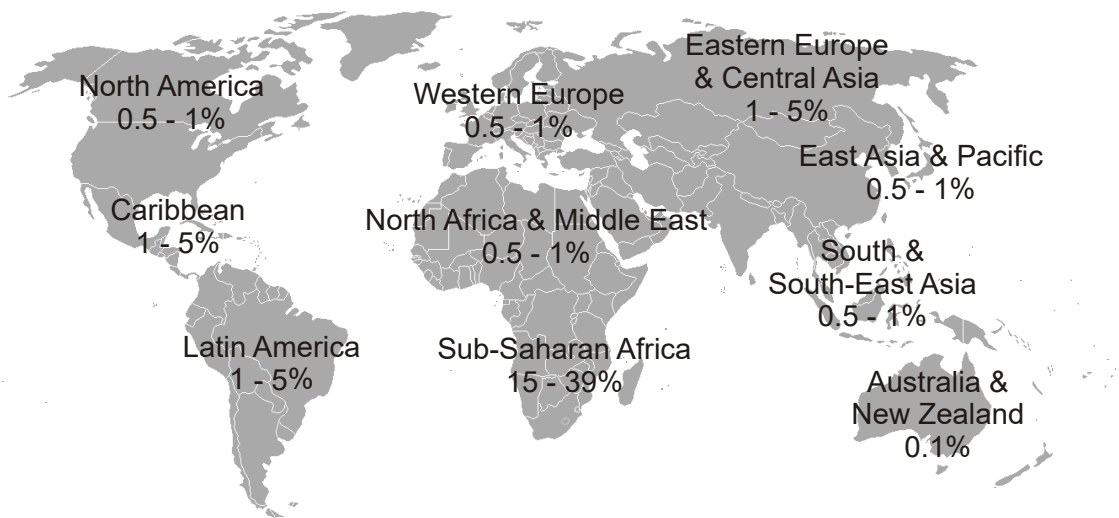 North America
0.5 - 1%
Western Europe
0.5 - 1%
Eastern Europe
& Central Asia
1 - 5%
East Asia & Pacific
0.5 - 1%
Caribbean
1 - 5%
North Africa & Middle East
0.5 - 1%
South &
South-East Asia
0.5 - 1%
Latin America
1 - 5%
Sub-Saharan Africa
15 - 39%
Australia &
New Zealand
0.1%